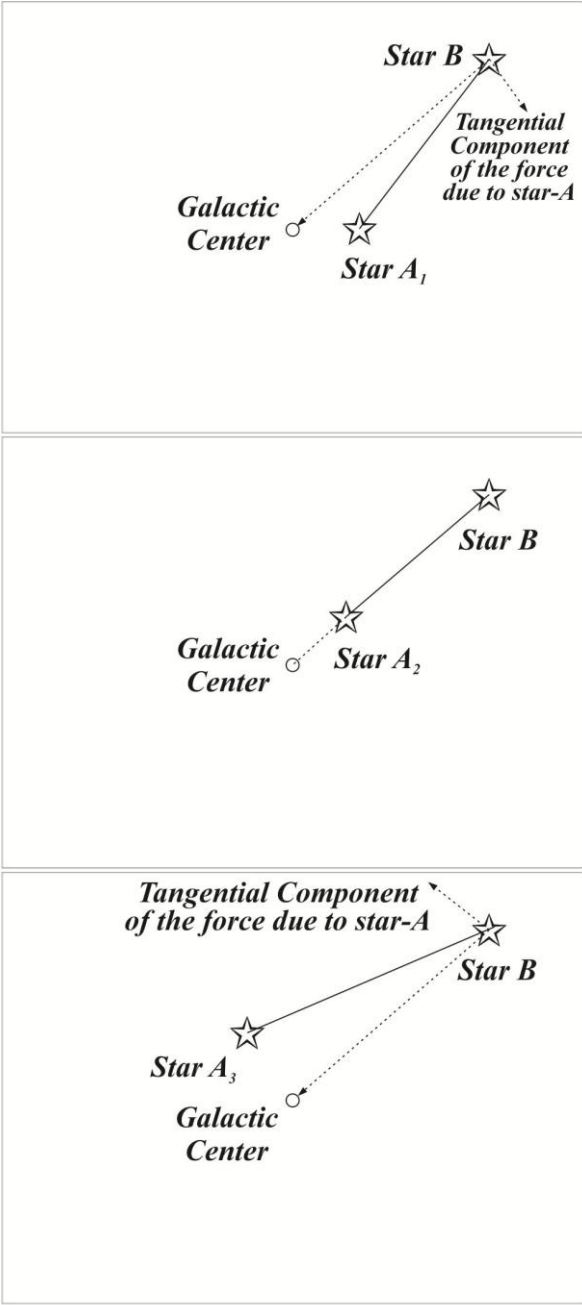 Star B
Tangential
Component
of the force
due to star-A
Galactic
Center
Star A₁
Star B
Galactic
Center
Star A₂
Tangential Component
of the force due to star-A
Star B
Star A₃
Galactic
Center